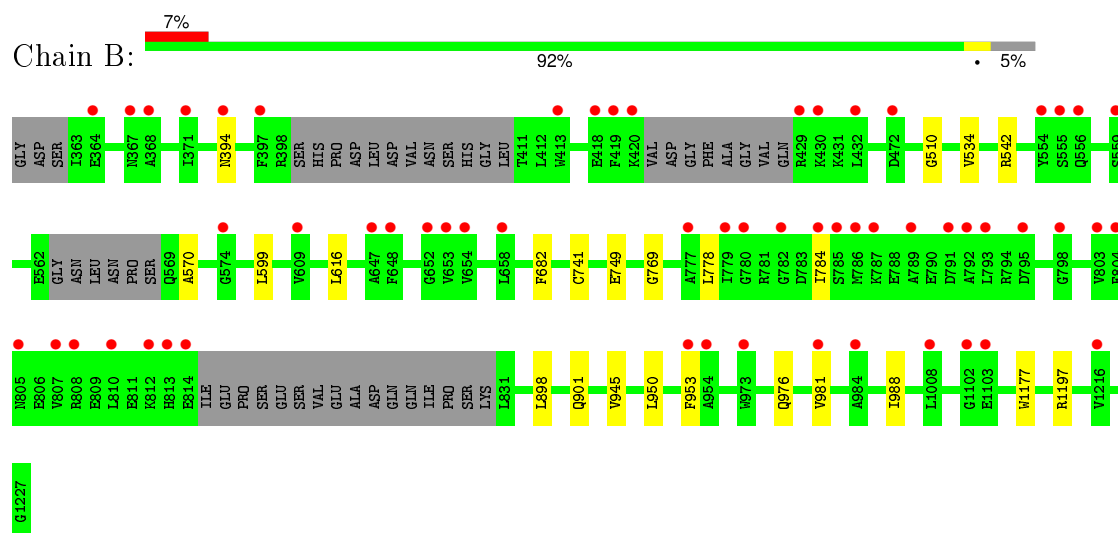 7%
Chain B:
92% • 5%
GLY ASP SER I363 E364 N367 A368 I371 N394 F397 R398 SER HIS PRO ASP LEU ASP VAL ASN SER HIS GLY LEU T411 L412 W413 E418 F419 K420 VAL ASP GLY PHE ALA GLY VAL GLN R429 K430 K431 L432 D472 G510 V534 R542 Y554 S555 Q556 S559
E562 GLY ASN LEU ASN PRO SER Q569 A570 G574 L599 V609 L616 A647 F648 G652 V653 V654 L658 F682 C741 E749 G769 A777 L778 I779 G780 R781 G782 D783 I784 S785 M786 K787 E788 A789 E790 D791 A792 L793 R794 D795 G798 V803
N805 E806 V807 R808 E809 L810 E811 K812 H813 E814 ILE GLU PRO SER GLU SER VAL GLU ALA ASP GLN GLN ILE PRO SER LYS L831 L898 Q901 V945 L950 F953 A954 W973 Q976 V981 A984 I988 L1008 G1102 E1103 W1177 R1197 V1216
G1227